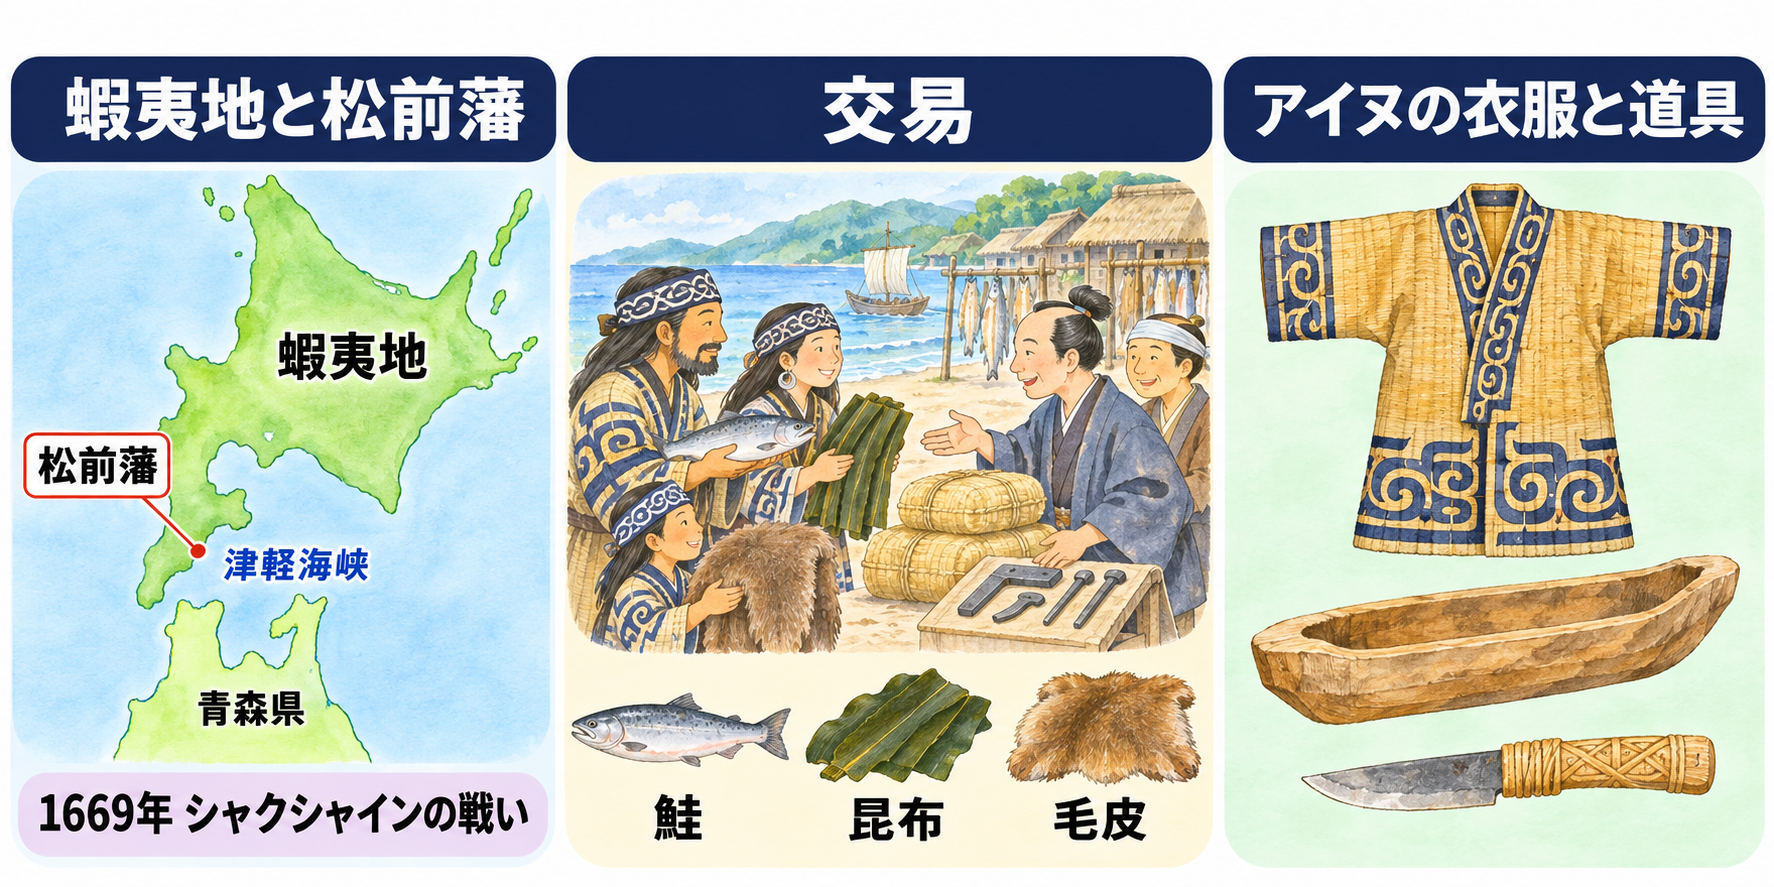 蝦夷地と松前藩
蝦夷地
松前藩
津軽海峡
青森県
1669年 シャクシャインの戦い
交易
鮭
昆布
毛皮
アイヌの衣服と道具